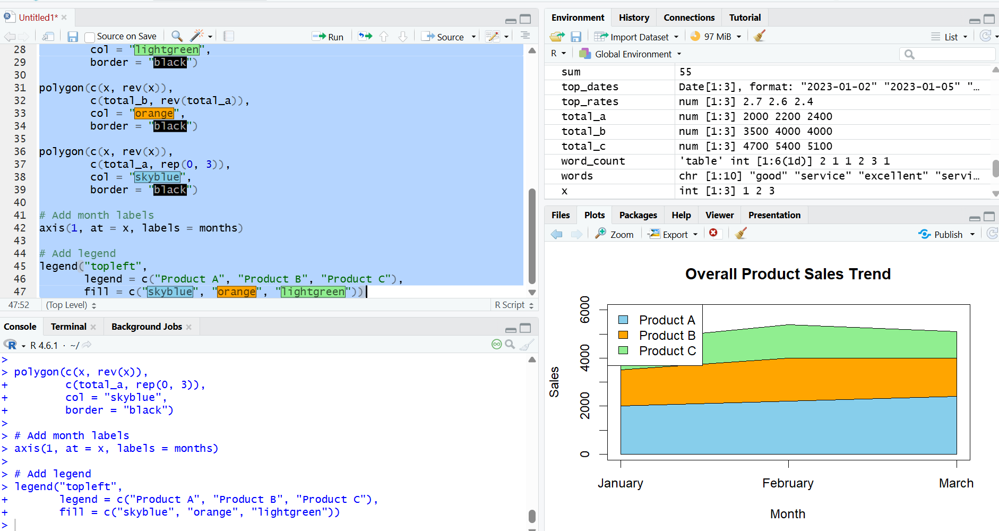 Untitled1*
Source on Save
Run
Source
28 col = "lightgreen",
29 border = "black")
30
31 polygon(c(x, rev(x)),
32 c(total_b, rev(total_a)),
33 col = "orange",
34 border = "black")
35
36 polygon(c(x, rev(x)),
37 c(total_a, rep(0, 3)),
38 col = "skyblue",
39 border = "black")
40
41 # Add month labels
42 axis(1, at = x, labels = months)
43
44 # Add legend
45 legend("topleft",
46 legend = c("Product A", "Product B", "Product C"),
47 fill = c("skyblue", "orange", "lightgreen"))
47:52 (Top Level) R Script
Console Terminal Background Jobs
R 4.6.1 · ~/
>
> polygon(c(x, rev(x)),
+ c(total_a, rep(0, 3)),
+ col = "skyblue",
+ border = "black")
>
> # Add month labels
> axis(1, at = x, labels = months)
>
> # Add legend
> legend("topleft",
+ legend = c("Product A", "Product B", "Product C"),
+ fill = c("skyblue", "orange", "lightgreen"))
>
Environment History Connections Tutorial
Import Dataset 97 MiB List
R Global Environment
sum 55
top_dates Date[1:3], format: "2023-01-02" "2023-01-05" "…
top_rates num [1:3] 2.7 2.6 2.4
total_a num [1:3] 2000 2200 2400
total_b num [1:3] 3500 4000 4000
total_c num [1:3] 4700 5400 5100
word_count 'table' int [1:6(1d)] 2 1 1 2 3 1
words chr [1:10] "good" "service" "excellent" "servi…
x int [1:3] 1 2 3
Files Plots Packages Help Viewer Presentation
Zoom Export Publish
Overall Product Sales Trend
Product A
Product B
Product C
Sales
6000
4000
2000
0
January February March
Month